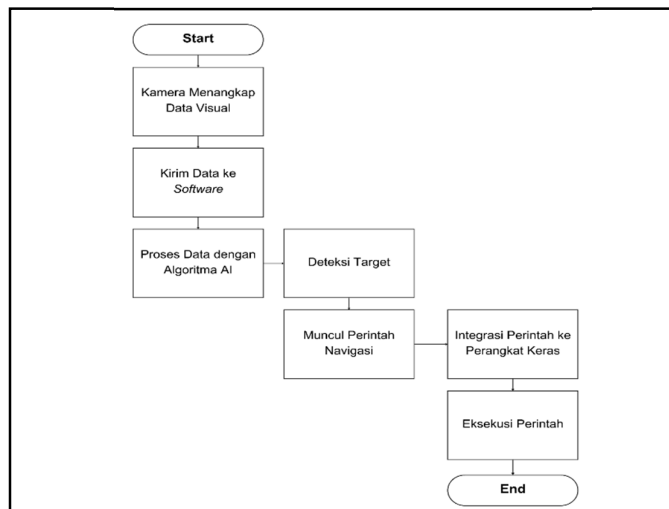 Start
Kamera Menangkap
Data Visual
Kirim Data ke
Software
Proses Data dengan
Algoritma AI
Deteksi Target
Muncul Perintah
Navigasi
Integrasi Perintah ke
Perangkat Keras
Eksekusi Perintah
End